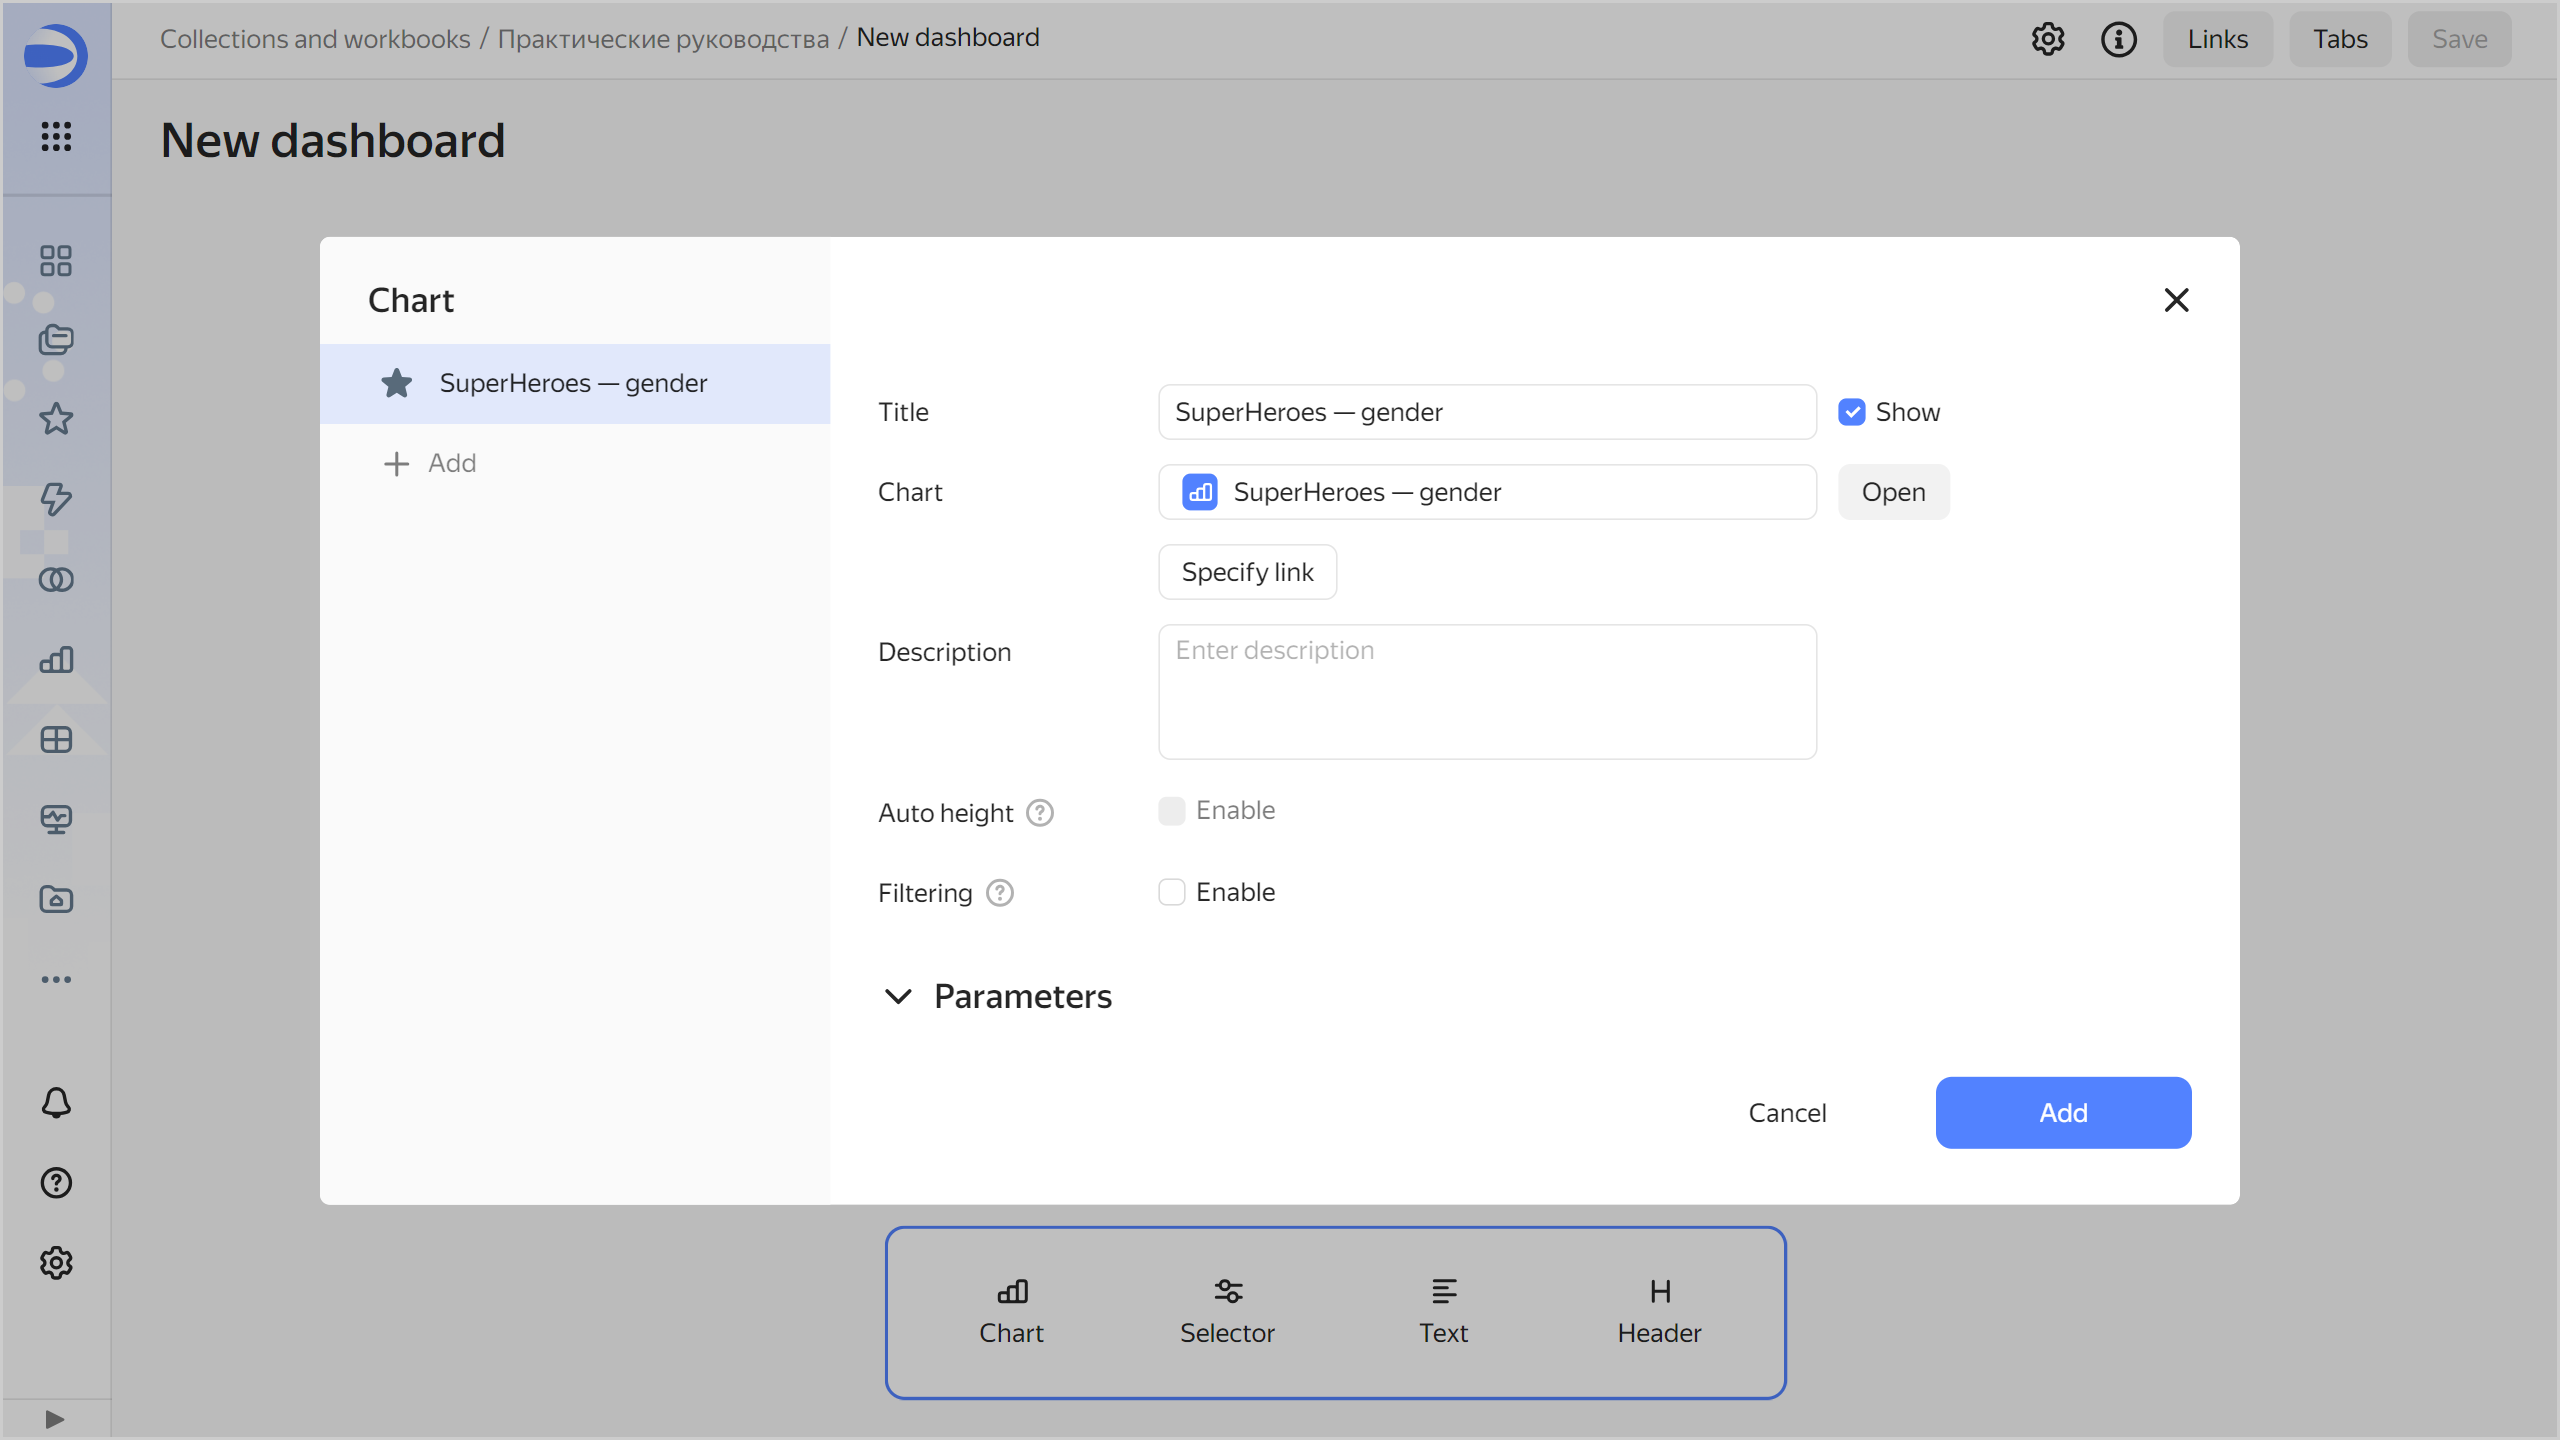 Collections and workbooks / Практические руководства / New dashboard
Links
Tabs
Save
New dashboard
Chart
SuperHeroes — gender
Add
Title
SuperHeroes — gender
Show
Chart
SuperHeroes — gender
Open
Specify link
Description
Enter description
Auto height
Enable
Filtering
Enable
Parameters
Cancel
Add
Chart
Selector
Text
Header